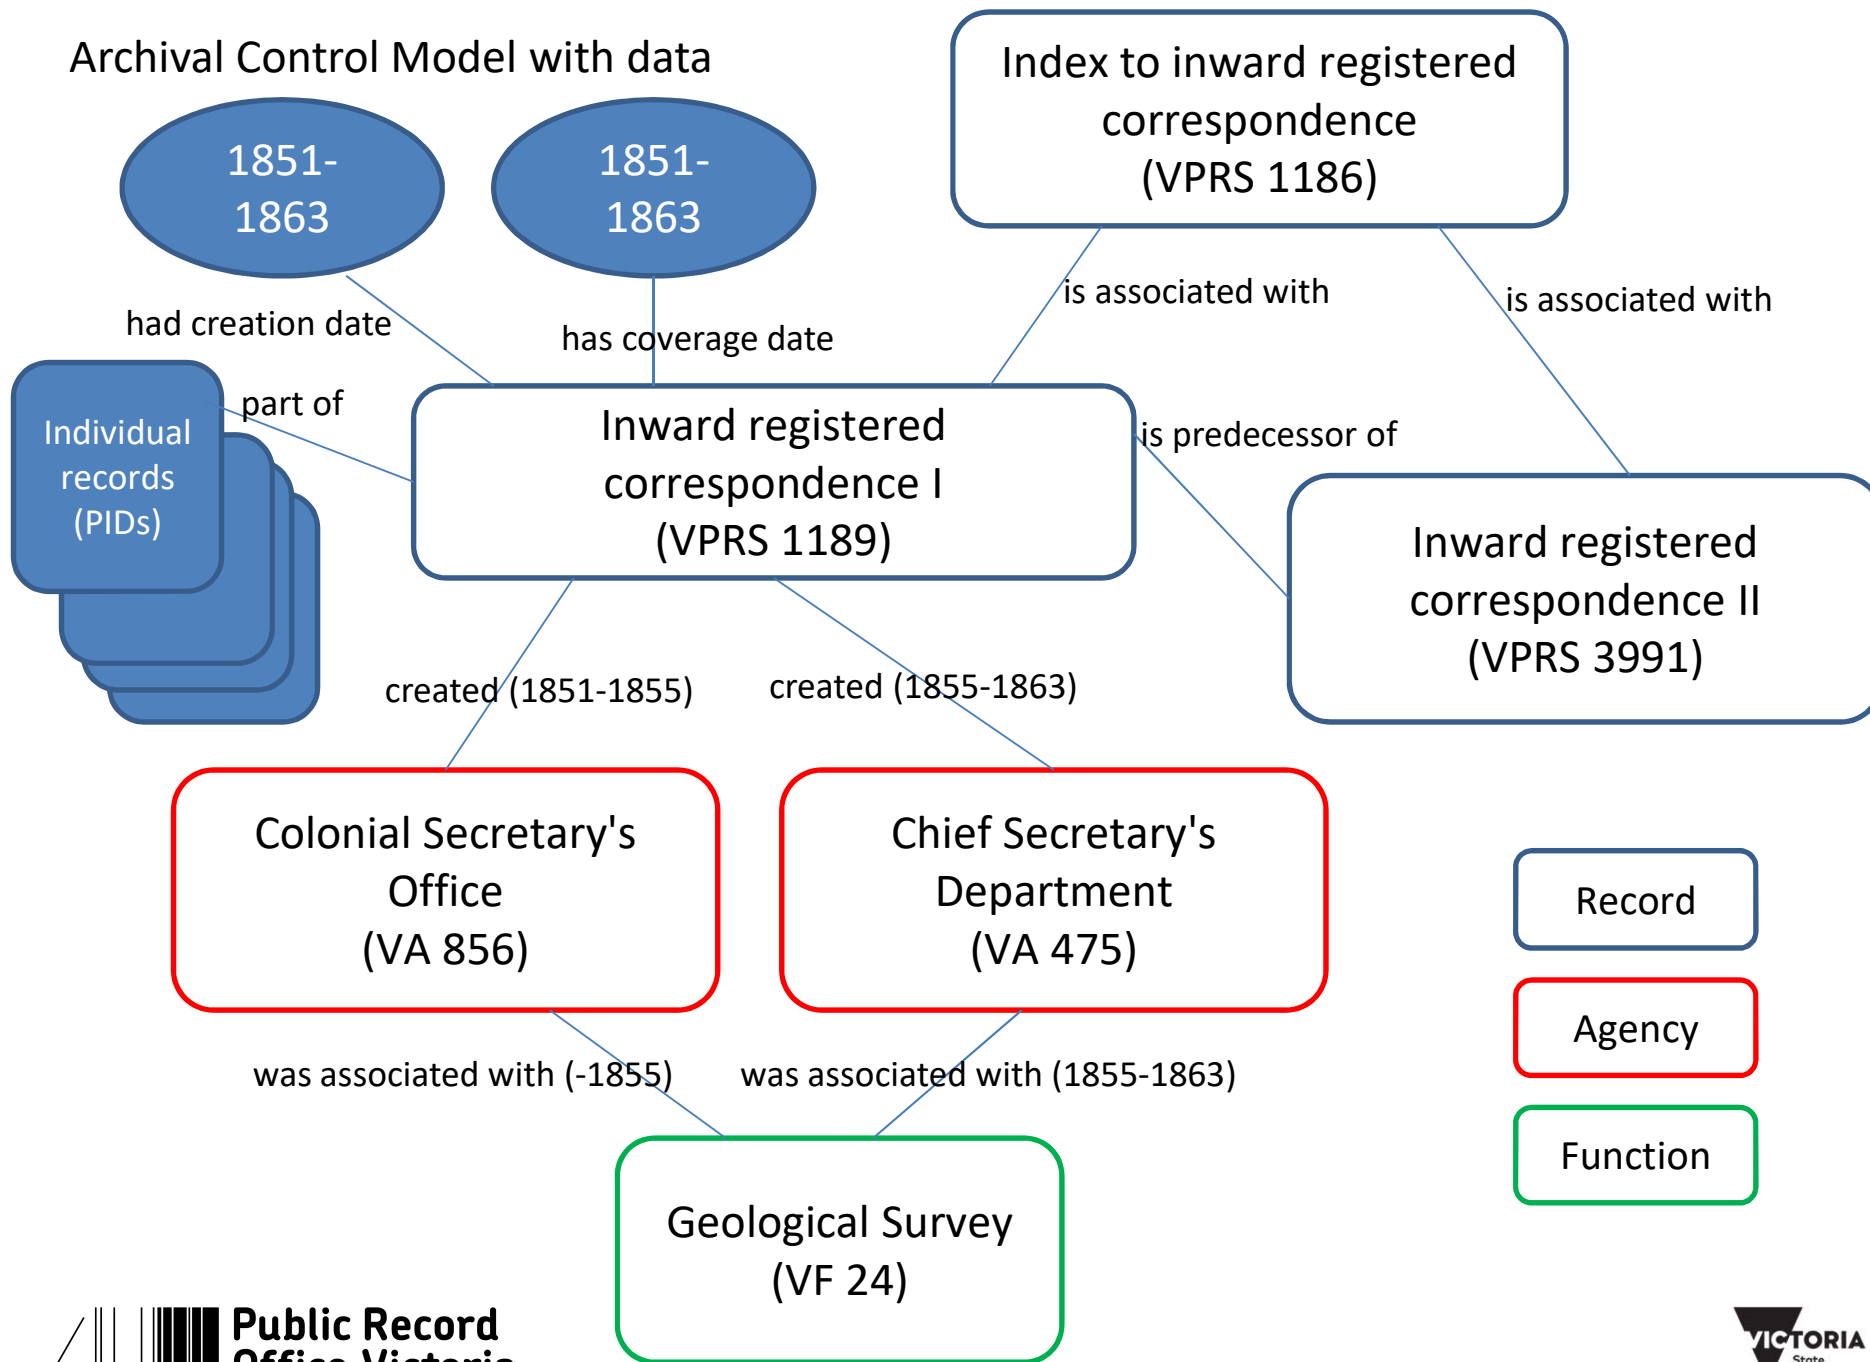 Archival Control Model with data
Index to inward registered
correspondence
(VPRS 1186)
1851-
1863
1851-
1863
had creation date
has coverage date
is associated with
is associated with
part of
Individual
records
(PIDs)
Inward registered
correspondence I
(VPRS 1189)
is predecessor of
Inward registered
correspondence II
(VPRS 3991)
created (1851-1855)
created (1855-1863)
Colonial Secretary's
Office
(VA 856)
Chief Secretary's
Department
(VA 475)
Record
Agency
Function
was associated with (-1855)
was associated with (1855-1863)
Geological Survey
(VF 24)
Public Record
Office Victoria
VICTORIA
State